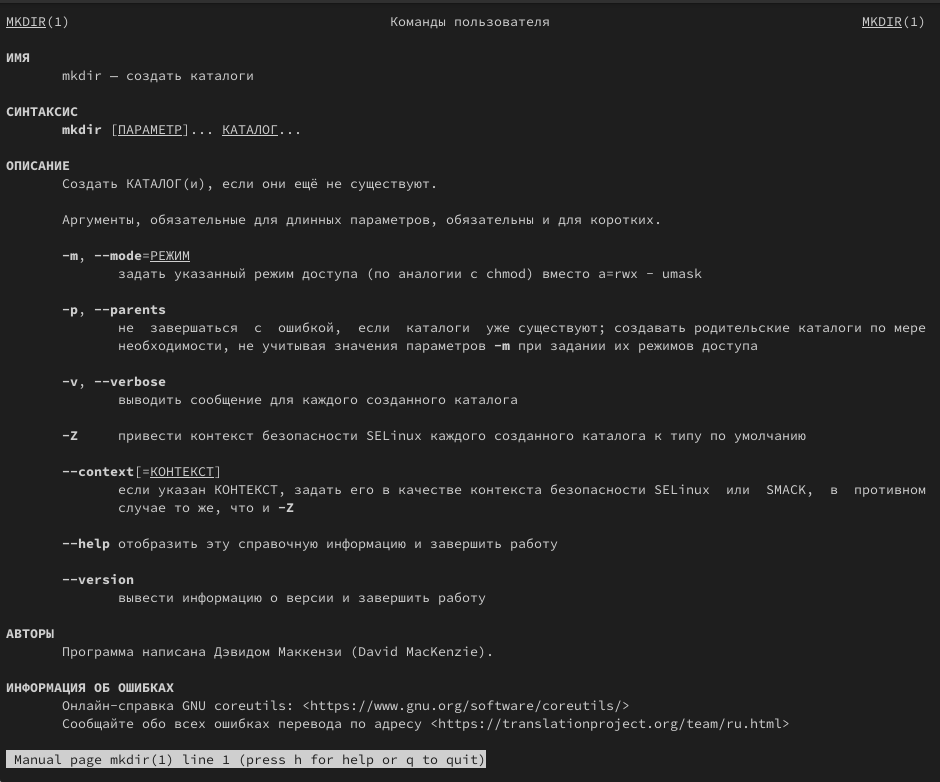 MKDIR(1) Команды пользователя MKDIR(1)
ИМЯ
mkdir — создать каталоги
СИНТАКСИС
mkdir [ПАРАМЕТР]... КАТАЛОГ...
ОПИСАНИЕ
Создать КАТАЛОГ(и), если они ещё не существуют.
Аргументы, обязательные для длинных параметров, обязательны и для коротких.
-m, --mode=РЕЖИМ
задать указанный режим доступа (по аналогии с chmod) вместо a=rwx - umask
-p, --parents
не завершаться с ошибкой, если каталоги уже существуют; создавать родительские каталоги по мере
необходимости, не учитывая значения параметров -m при задании их режимов доступа
-v, --verbose
выводить сообщение для каждого созданного каталога
-Z привести контекст безопасности SELinux каждого созданного каталога к типу по умолчанию
--context[=КОНТЕКСТ]
если указан КОНТЕКСТ, задать его в качестве контекста безопасности SELinux или SMACK, в противном
случае то же, что и -Z
--help отобразить эту справочную информацию и завершить работу
--version
вывести информацию о версии и завершить работу
АВТОРЫ
Программа написана Дэвидом Маккензи (David MacKenzie).
ИНФОРМАЦИЯ ОБ ОШИБКАХ
Онлайн-справка GNU coreutils: <https://www.gnu.org/software/coreutils/>
Сообщайте обо всех ошибках перевода по адресу <https://translationproject.org/team/ru.html>
Manual page mkdir(1) line 1 (press h for help or q to quit)